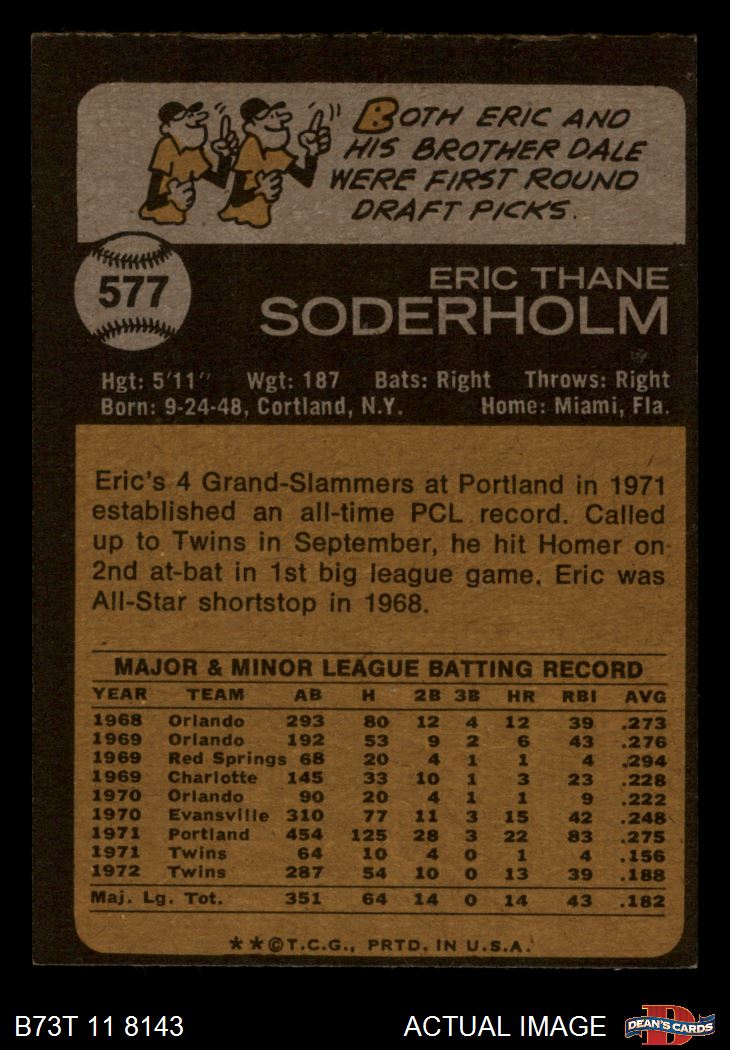 BOTH ERIC AND
HIS BROTHER DALE
WERE FIRST ROUND
DRAFT PICKS.
577
ERIC THANE
SODERHOLM
Hgt: 5'11" Wgt: 187 Bats: Right Throws: Right
Born: 9-24-48, Cortland, N.Y. Home: Miami, Fla.
Eric's 4 Grand-Slammers at Portland in 1971
established an all-time PCL record. Called
up to Twins in September, he hit Homer on
2nd at-bat in 1st big league game. Eric was
All-Star shortstop in 1968.
MAJOR & MINOR LEAGUE BATTING RECORD
YEAR TEAM AB H 2B 3B HR RBI AVG
1968 Orlando 293 80 12 4 12 39 .273
1969 Orlando 192 53 9 2 6 43 .276
1969 Red Springs 68 20 4 1 1 4 .294
1969 Charlotte 145 33 10 1 3 23 .228
1970 Orlando 90 20 4 1 1 9 .222
1970 Evansville 310 77 11 3 15 42 .248
1971 Portland 454 125 28 3 22 83 .275
1971 Twins 64 10 4 0 1 4 .156
1972 Twins 287 54 10 0 13 39 .188
Maj. Lg. Tot. 351 64 14 0 14 43 .182
**©T.C.G., PRTD. IN U.S.A.
B73T 11 8143 ACTUAL IMAGE D DEAN'S CARDS